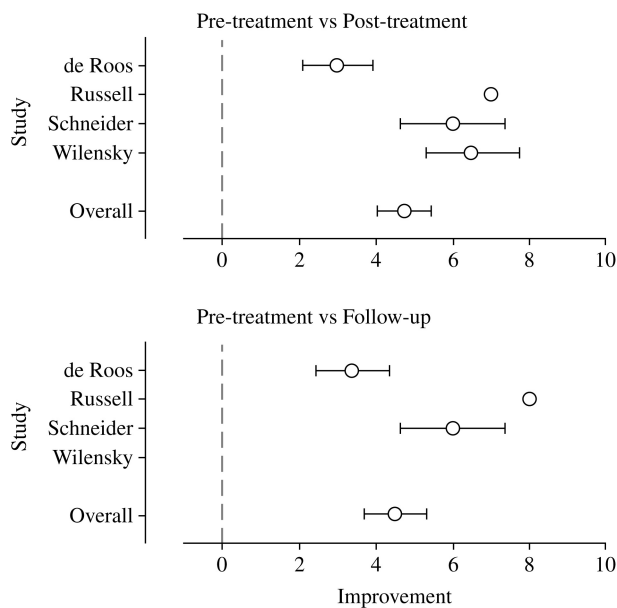 Pre-treatment vs Post-treatment
Study
de Roos
Russell
Schneider
Wilensky
Overall
0 2 4 6 8 10
Pre-treatment vs Follow-up
Study
de Roos
Russell
Schneider
Wilensky
Overall
0 2 4 6 8 10
Improvement